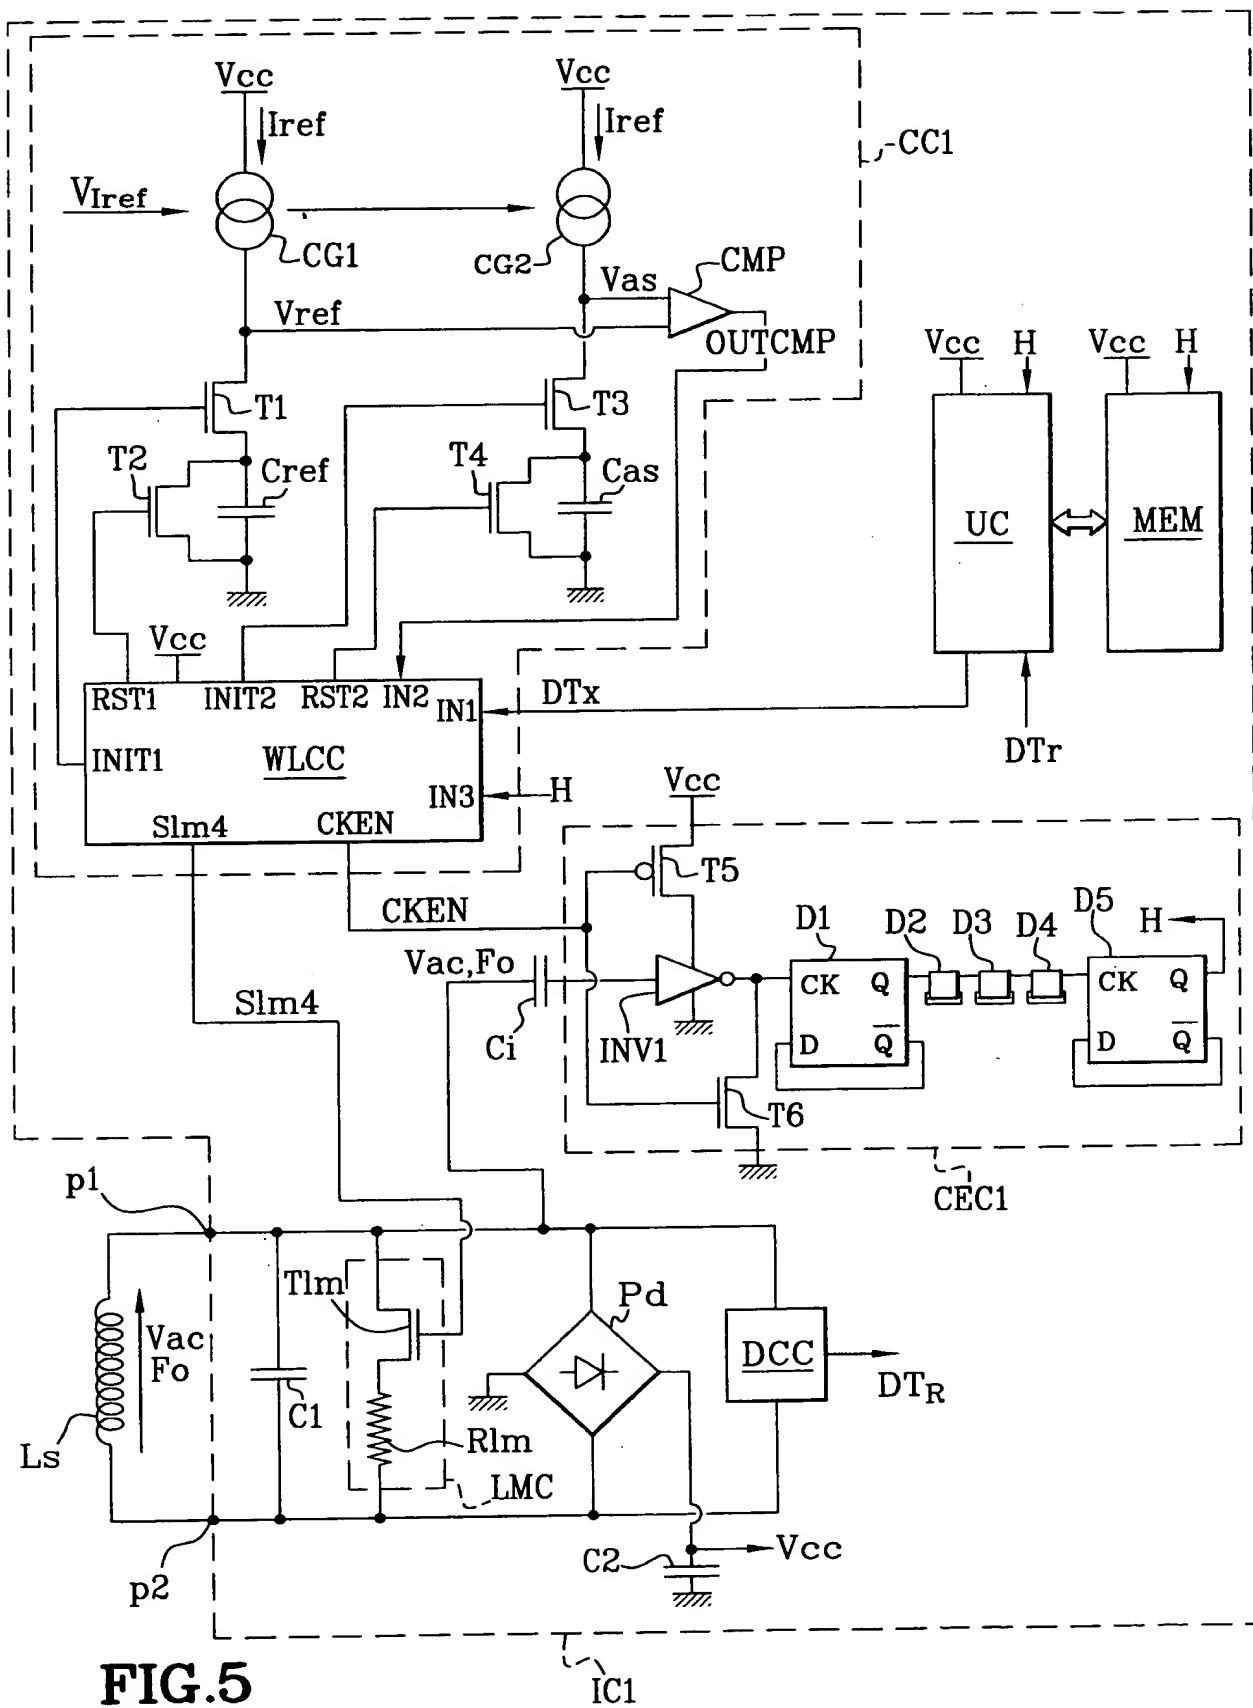 Vcc
Vcc
Iref
Iref
CC1
VIref
CG1
CG2
CMP
Vas
Vref
OUTCMP
Vcc
H
Vcc
H
T1
T3
T2
Cref
T4
Cas
UC
MEM
Vcc
RST1
INIT2
RST2
IN2
IN1
DTx
DTr
INIT1
WLCC
IN3
H
Vcc
Slm4
CKEN
T5
CKEN
D1
D2
D3
D4
D5
H
Vac,Fo
CK
Q
CK
Q
Slm4
Ci
INV1
D
Q
D
Q
T6
CEC1
p1
Tlm
Pd
Vac
Fo
DCC
DTR
C1
Ls
Rlm
LMC
p2
C2
Vcc
FIG.5
IC1